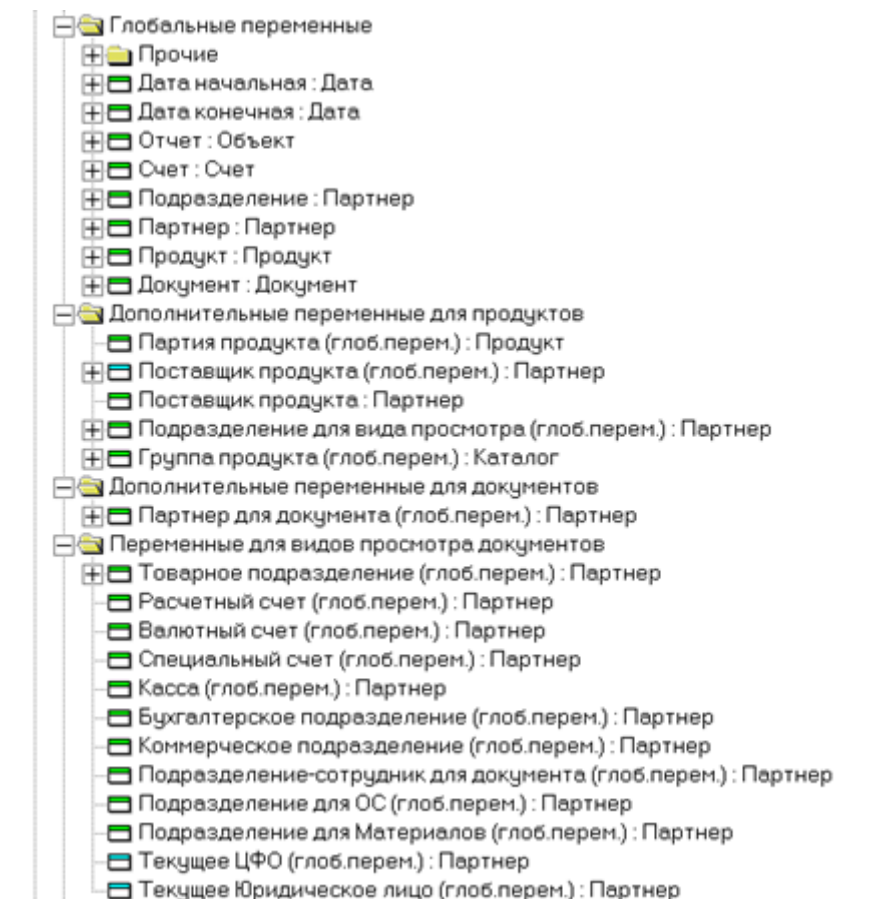 Глобальные переменные
Прочие
Дата начальная : Дата
Дата конечная : Дата
Отчет : Объект
Счет : Счет
Подразделение : Партнер
Партнер : Партнер
Продукт : Продукт
Документ : Документ
Дополнительные переменные для продуктов
Партия продукта (глоб.перем.) : Продукт
Поставщик продукта (глоб.перем.) : Партнер
Поставщик продукта : Партнер
Подразделение для вида просмотра (глоб.перем.) : Партнер
Группа продукта (глоб.перем.) : Каталог
Дополнительные переменные для документов
Партнер для документа (глоб.перем.) : Партнер
Переменные для видов просмотра документов
Товарное подразделение (глоб.перем.) : Партнер
Расчетный счет (глоб.перем.) : Партнер
Валютный счет (глоб.перем.) : Партнер
Специальный счет (глоб.перем.) : Партнер
Касса (глоб.перем.) : Партнер
Бухгалтерское подразделение (глоб.перем.) : Партнер
Коммерческое подразделение (глоб.перем.) : Партнер
Подразделение-сотрудник для документа (глоб.перем.) : Партнер
Подразделение для ОС (глоб.перем.) : Партнер
Подразделение для Материалов (глоб.перем.) : Партнер
Текущее ЦФО (глоб.перем.) : Партнер
Текущее Юридическое лицо (глоб.перем.) : Партнер